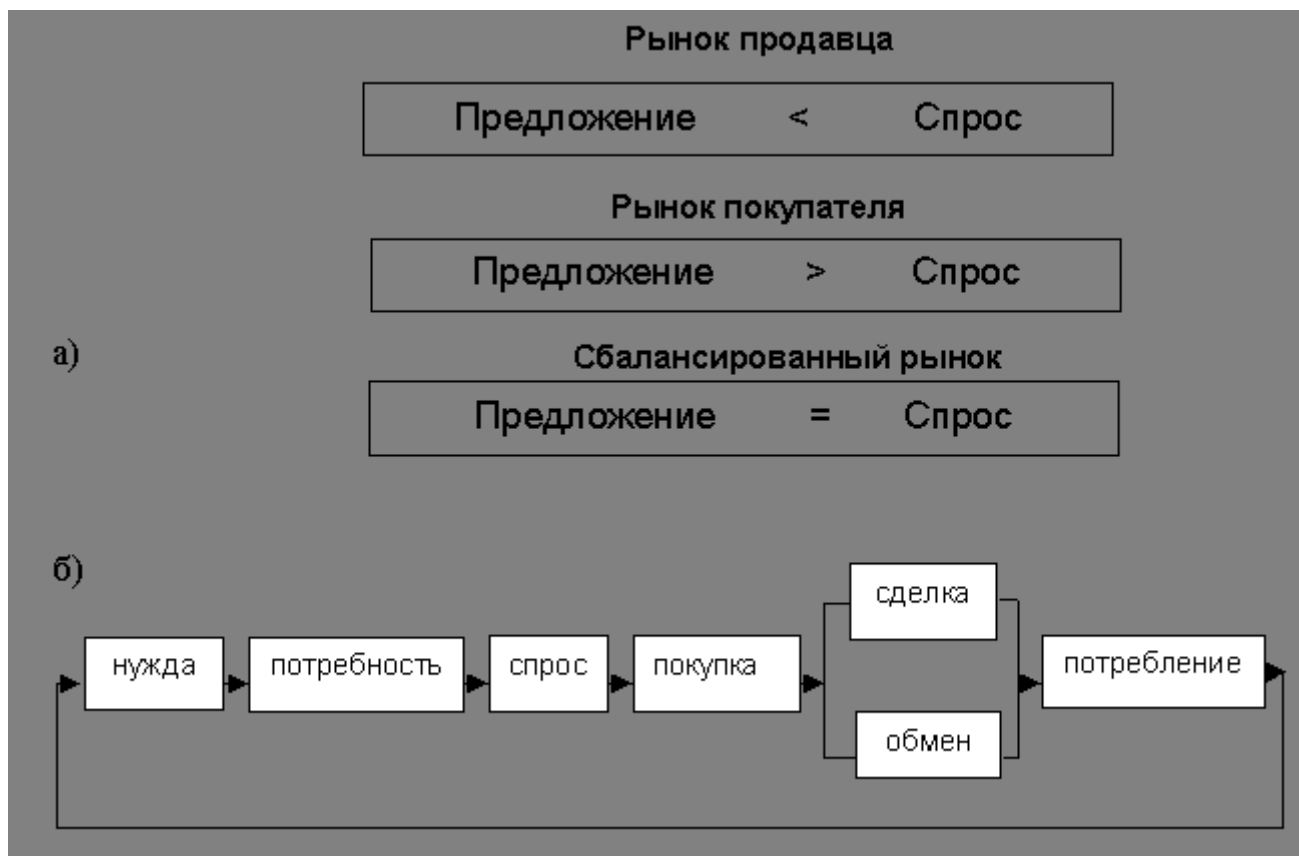 Рынок продавца
Предложение < Спрос
Рынок покупателя
Предложение > Спрос
а)
Сбалансированный рынок
Предложение = Спрос
б)
сделка
нужда потребность спрос покупка потребление
обмен